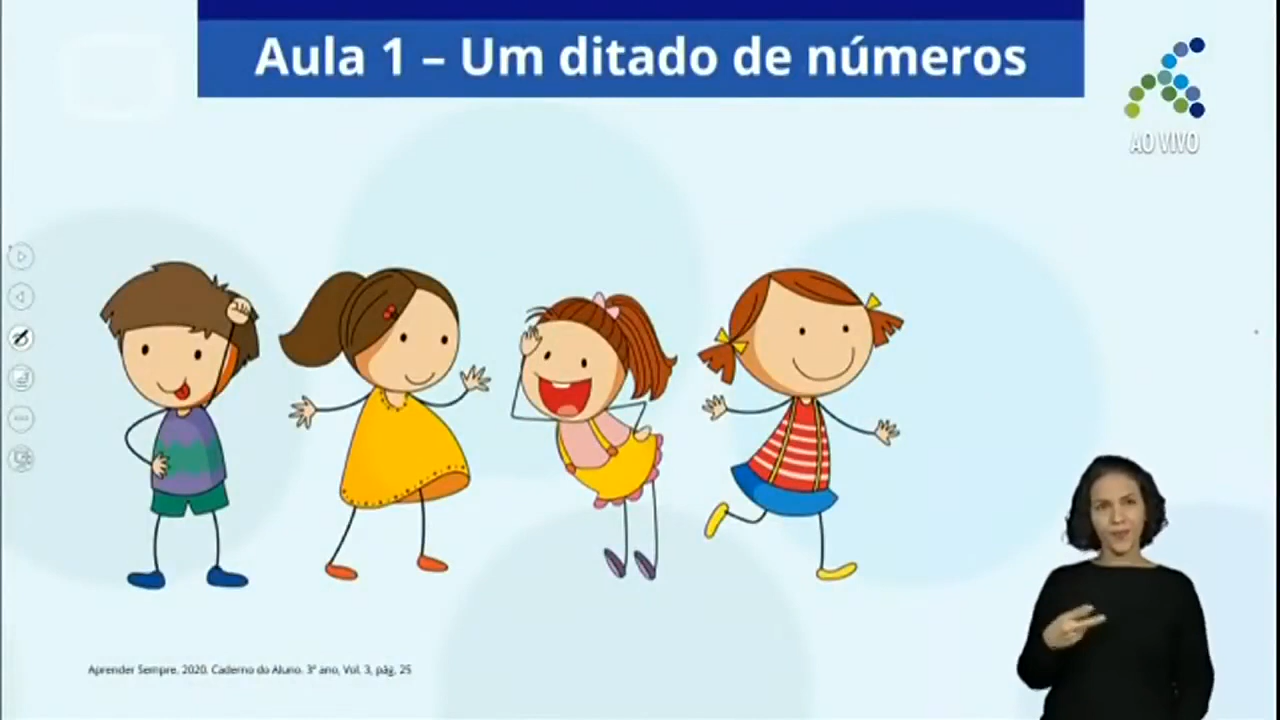 Aula 1 – Um ditado de números
AO VIVO
Aprender Sempre, 2020. Caderno do Aluno. 3º ano, Vol. 3, pág. 25